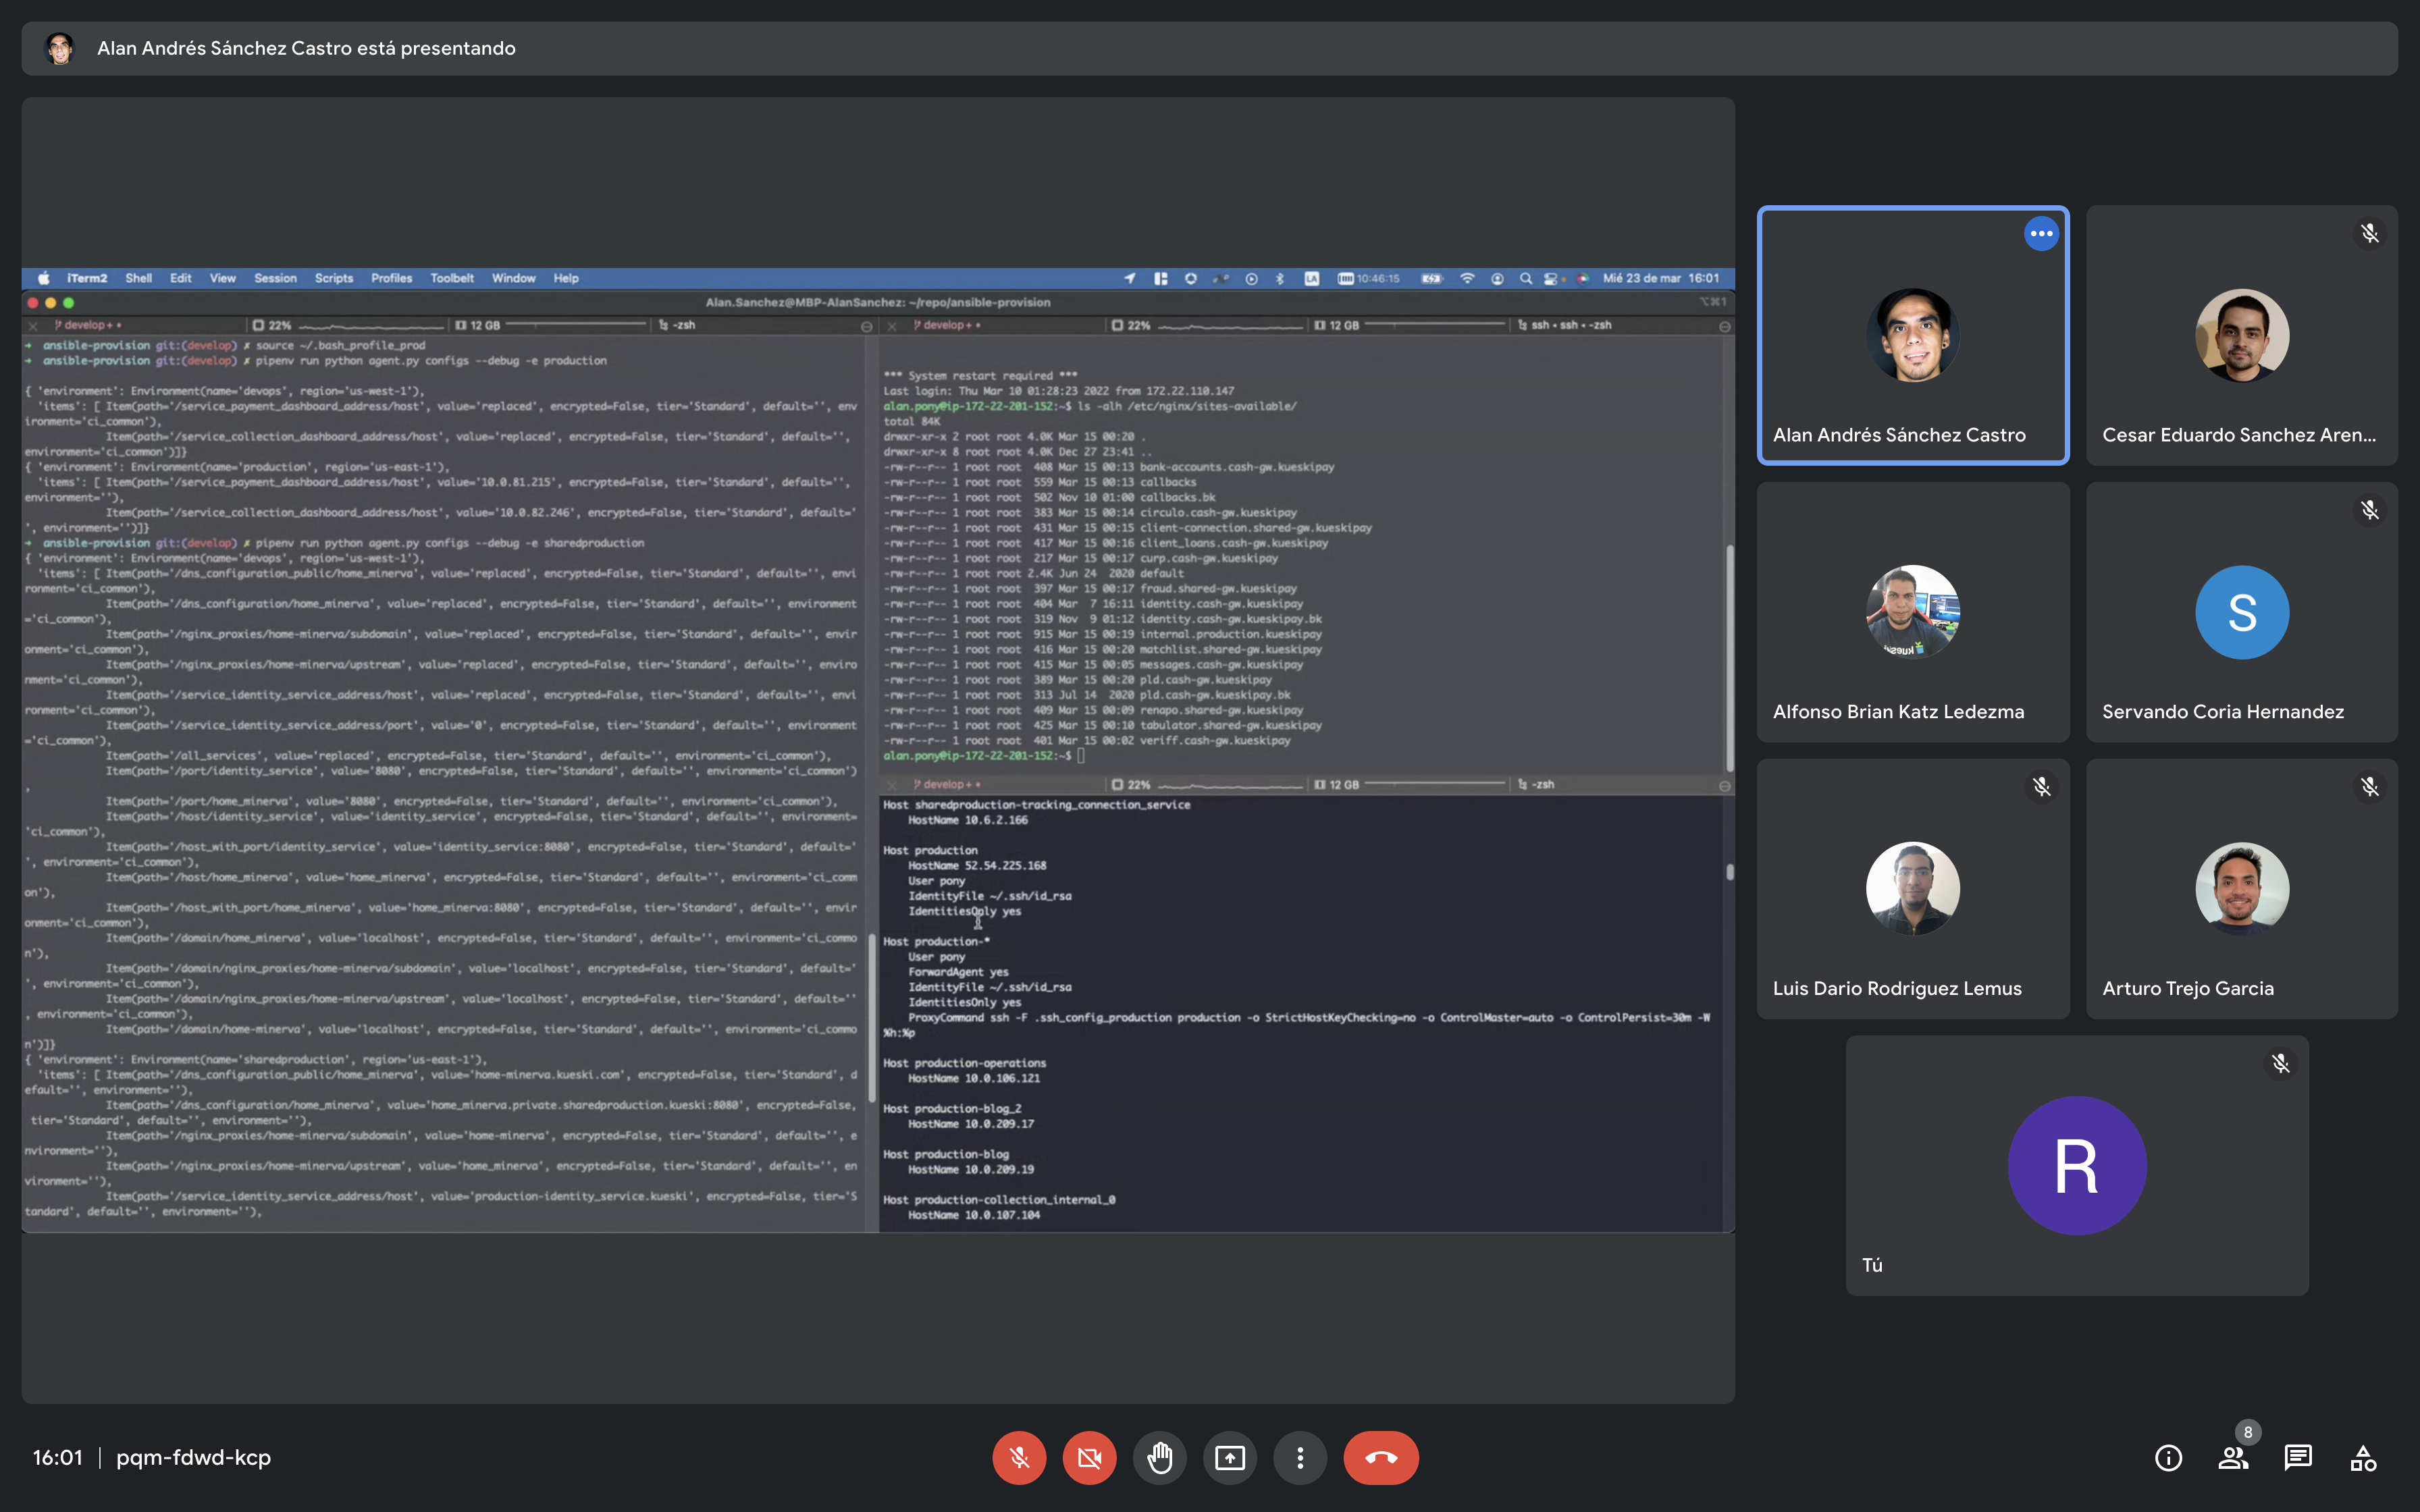 Alan Andrés Sánchez Castro está presentando
iTerm2 Shell Edit View Session Scripts Profiles Toolbelt Window Help
LA 10:46:15 Mié 23 de mar 16:01
Alan.Sanchez@MBP-AlanSanchez: ~/repo/ansible-provision
⌥⌘1
develop+ • 22% 12 GB -zsh
➜ ansible-provision git:(develop) ✗ source ~/.bash_profile_prod
➜ ansible-provision git:(develop) ✗ pipenv run python agent.py configs --debug -e production
{ 'environment': Environment(name='devops', region='us-west-1'),
'items': [ Item(path='/service_payment_dashboard_address/host', value='replaced', encrypted=False, tier='Standard', default='', env
ironment='ci_common'),
Item(path='/service_collection_dashboard_address/host', value='replaced', encrypted=False, tier='Standard', default='',
environment='ci_common')]}
{ 'environment': Environment(name='production', region='us-east-1'),
'items': [ Item(path='/service_payment_dashboard_address/host', value='10.0.81.215', encrypted=False, tier='Standard', default='',
environment=''),
Item(path='/service_collection_dashboard_address/host', value='10.0.82.246', encrypted=False, tier='Standard', default='
', environment='')]}
➜ ansible-provision git:(develop) ✗ pipenv run python agent.py configs --debug -e sharedproduction
{ 'environment': Environment(name='devops', region='us-west-1'),
'items': [ Item(path='/dns_configuration_public/home_minerva', value='replaced', encrypted=False, tier='Standard', default='', envi
ronment='ci_common'),
Item(path='/dns_configuration/home_minerva', value='replaced', encrypted=False, tier='Standard', default='', environment
='ci_common'),
Item(path='/nginx_proxies/home-minerva/subdomain', value='replaced', encrypted=False, tier='Standard', default='', envir
onment='ci_common'),
Item(path='/nginx_proxies/home-minerva/upstream', value='replaced', encrypted=False, tier='Standard', default='', enviro
nment='ci_common'),
Item(path='/service_identity_service_address/host', value='replaced', encrypted=False, tier='Standard', default='', envi
ronment='ci_common'),
Item(path='/service_identity_service_address/port', value='0', encrypted=False, tier='Standard', default='', environment
='ci_common'),
Item(path='/all_services', value='replaced', encrypted=False, tier='Standard', default='', environment='ci_common'),
Item(path='/port/identity_service', value='8080', encrypted=False, tier='Standard', default='', environment='ci_common')
,
Item(path='/port/home_minerva', value='8080', encrypted=False, tier='Standard', default='', environment='ci_common'),
Item(path='/host/identity_service', value='identity_service', encrypted=False, tier='Standard', default='', environment=
'ci_common'),
Item(path='/host_with_port/identity_service', value='identity_service:8080', encrypted=False, tier='Standard', default='
', environment='ci_common'),
Item(path='/host/home_minerva', value='home_minerva', encrypted=False, tier='Standard', default='', environment='ci_comm
on'),
Item(path='/host_with_port/home_minerva', value='home_minerva:8080', encrypted=False, tier='Standard', default='', envir
onment='ci_common'),
Item(path='/domain/home_minerva', value='localhost', encrypted=False, tier='Standard', default='', environment='ci_commo
n'),
Item(path='/domain/nginx_proxies/home-minerva/subdomain', value='localhost', encrypted=False, tier='Standard', default='
', environment='ci_common'),
Item(path='/domain/nginx_proxies/home-minerva/upstream', value='localhost', encrypted=False, tier='Standard', default=''
, environment='ci_common'),
Item(path='/domain/home-minerva', value='localhost', encrypted=False, tier='Standard', default='', environment='ci_commo
n')]}
{ 'environment': Environment(name='sharedproduction', region='us-east-1'),
'items': [ Item(path='/dns_configuration_public/home_minerva', value='home-minerva.kueski.com', encrypted=False, tier='Standard', d
efault='', environment=''),
Item(path='/dns_configuration/home_minerva', value='home_minerva.private.sharedproduction.kueski:8080', encrypted=False,
tier='Standard', default='', environment=''),
Item(path='/nginx_proxies/home-minerva/subdomain', value='home-minerva', encrypted=False, tier='Standard', default='', e
nvironment=''),
Item(path='/nginx_proxies/home-minerva/upstream', value='home_minerva', encrypted=False, tier='Standard', default='', en
vironment=''),
Item(path='/service_identity_service_address/host', value='production-identity_service.kueski', encrypted=False, tier='S
tandard', default='', environment=''),
develop+ • 22% 12 GB ssh • ssh • -zsh
*** System restart required ***
Last login: Thu Mar 10 01:28:23 2022 from 172.22.110.147
alan.pony@ip-172-22-201-152:~$ ls -alh /etc/nginx/sites-available/
total 84K
drwxr-xr-x 2 root root 4.0K Mar 15 00:20 .
drwxr-xr-x 8 root root 4.0K Dec 27 23:41 ..
-rw-r--r-- 1 root root 408 Mar 15 00:13 bank-accounts.cash-gw.kueskipay
-rw-r--r-- 1 root root 559 Mar 15 00:13 callbacks
-rw-r--r-- 1 root root 502 Nov 10 01:00 callbacks.bk
-rw-r--r-- 1 root root 383 Mar 15 00:14 circulo.cash-gw.kueskipay
-rw-r--r-- 1 root root 431 Mar 15 00:15 client-connection.shared-gw.kueskipay
-rw-r--r-- 1 root root 417 Mar 15 00:16 client_loans.cash-gw.kueskipay
-rw-r--r-- 1 root root 217 Mar 15 00:17 curp.cash-gw.kueskipay
-rw-r--r-- 1 root root 2.4K Jun 24 2020 default
-rw-r--r-- 1 root root 397 Mar 15 00:17 fraud.shared-gw.kueskipay
-rw-r--r-- 1 root root 404 Mar 7 16:11 identity.cash-gw.kueskipay
-rw-r--r-- 1 root root 319 Nov 9 01:12 identity.cash-gw.kueskipay.bk
-rw-r--r-- 1 root root 915 Mar 15 00:19 internal.production.kueskipay
-rw-r--r-- 1 root root 416 Mar 15 00:20 matchlist.shared-gw.kueskipay
-rw-r--r-- 1 root root 415 Mar 15 00:05 messages.cash-gw.kueskipay
-rw-r--r-- 1 root root 389 Mar 15 00:20 pld.cash-gw.kueskipay
-rw-r--r-- 1 root root 313 Jul 14 2020 pld.cash-gw.kueskipay.bk
-rw-r--r-- 1 root root 409 Mar 15 00:09 renapo.shared-gw.kueskipay
-rw-r--r-- 1 root root 425 Mar 15 00:10 tabulator.shared-gw.kueskipay
-rw-r--r-- 1 root root 401 Mar 15 00:02 veriff.cash-gw.kueskipay
alan.pony@ip-172-22-201-152:~$
develop+ • 22% 12 GB -zsh
Host sharedproduction-tracking_connection_service
HostName 10.6.2.166
Host production
HostName 52.54.225.168
User pony
IdentityFile ~/.ssh/id_rsa
IdentitiesOnly yes
Host production-*
User pony
ForwardAgent yes
IdentityFile ~/.ssh/id_rsa
IdentitiesOnly yes
ProxyCommand ssh -F .ssh_config_production production -o StrictHostKeyChecking=no -o ControlMaster=auto -o ControlPersist=30m -W
%h:%p
Host production-operations
HostName 10.0.106.121
Host production-blog_2
HostName 10.0.209.17
Host production-blog
HostName 10.0.209.19
Host production-collection_internal_0
HostName 10.0.107.104
Alan Andrés Sánchez Castro
Cesar Eduardo Sanchez Aren...
kueski
Alfonso Brian Katz Ledezma
S
Servando Coria Hernandez
Luis Dario Rodriguez Lemus
Arturo Trejo Garcia
R
Tú
16:01 | pqm-fdwd-kcp
8